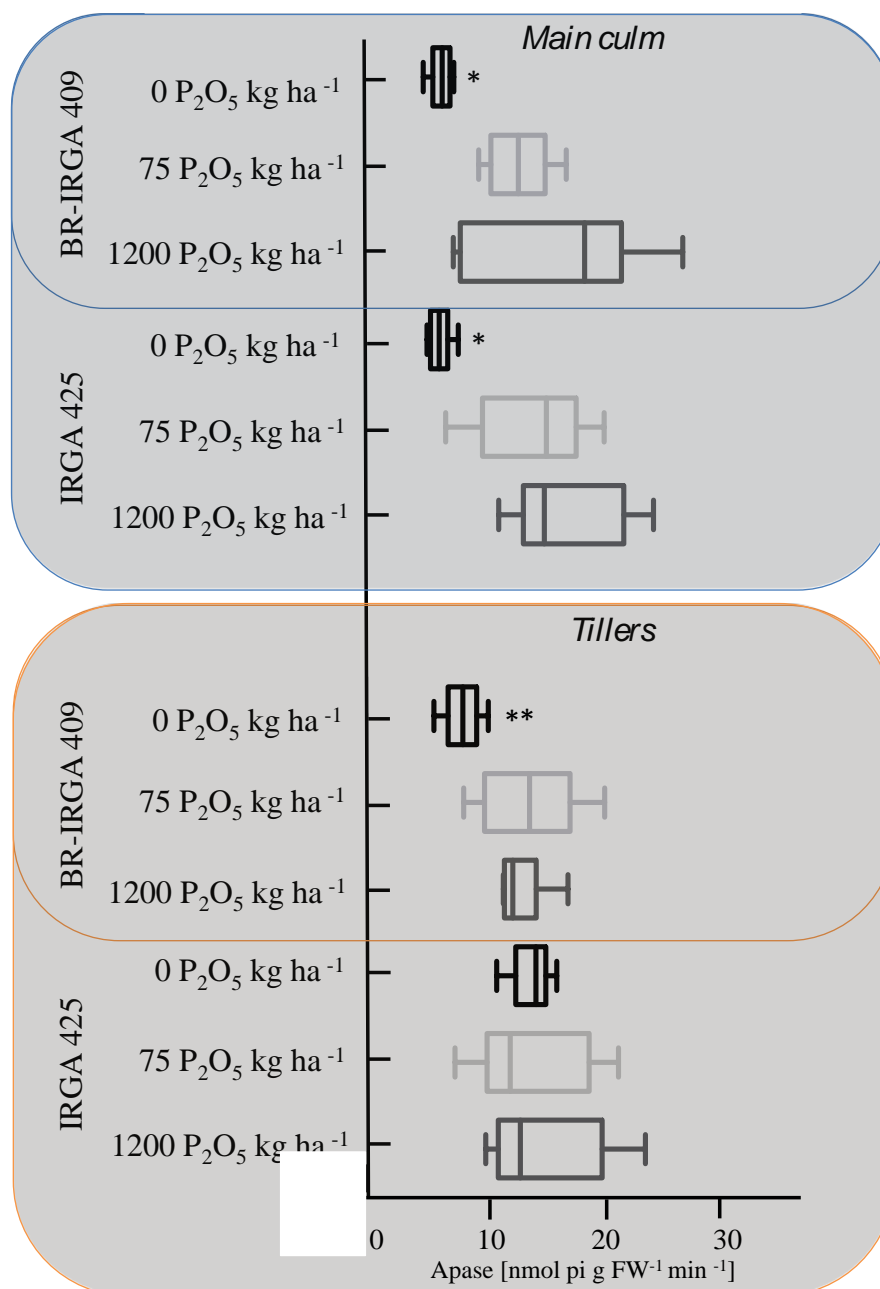 Main culm
BR-IRGA 409
0 P₂O₅ kg ha ⁻¹
*
75 P₂O₅ kg ha ⁻¹
1200 P₂O₅ kg ha ⁻¹
IRGA 425
0 P₂O₅ kg ha ⁻¹
*
75 P₂O₅ kg ha ⁻¹
1200 P₂O₅ kg ha ⁻¹
Tillers
BR-IRGA 409
0 P₂O₅ kg ha ⁻¹
**
75 P₂O₅ kg ha ⁻¹
1200 P₂O₅ kg ha ⁻¹
IRGA 425
0 P₂O₅ kg ha ⁻¹
75 P₂O₅ kg ha ⁻¹
1200 P₂O₅ kg ha ⁻¹
0 10 20 30
Apase [nmol pi g FW⁻¹ min ⁻¹]